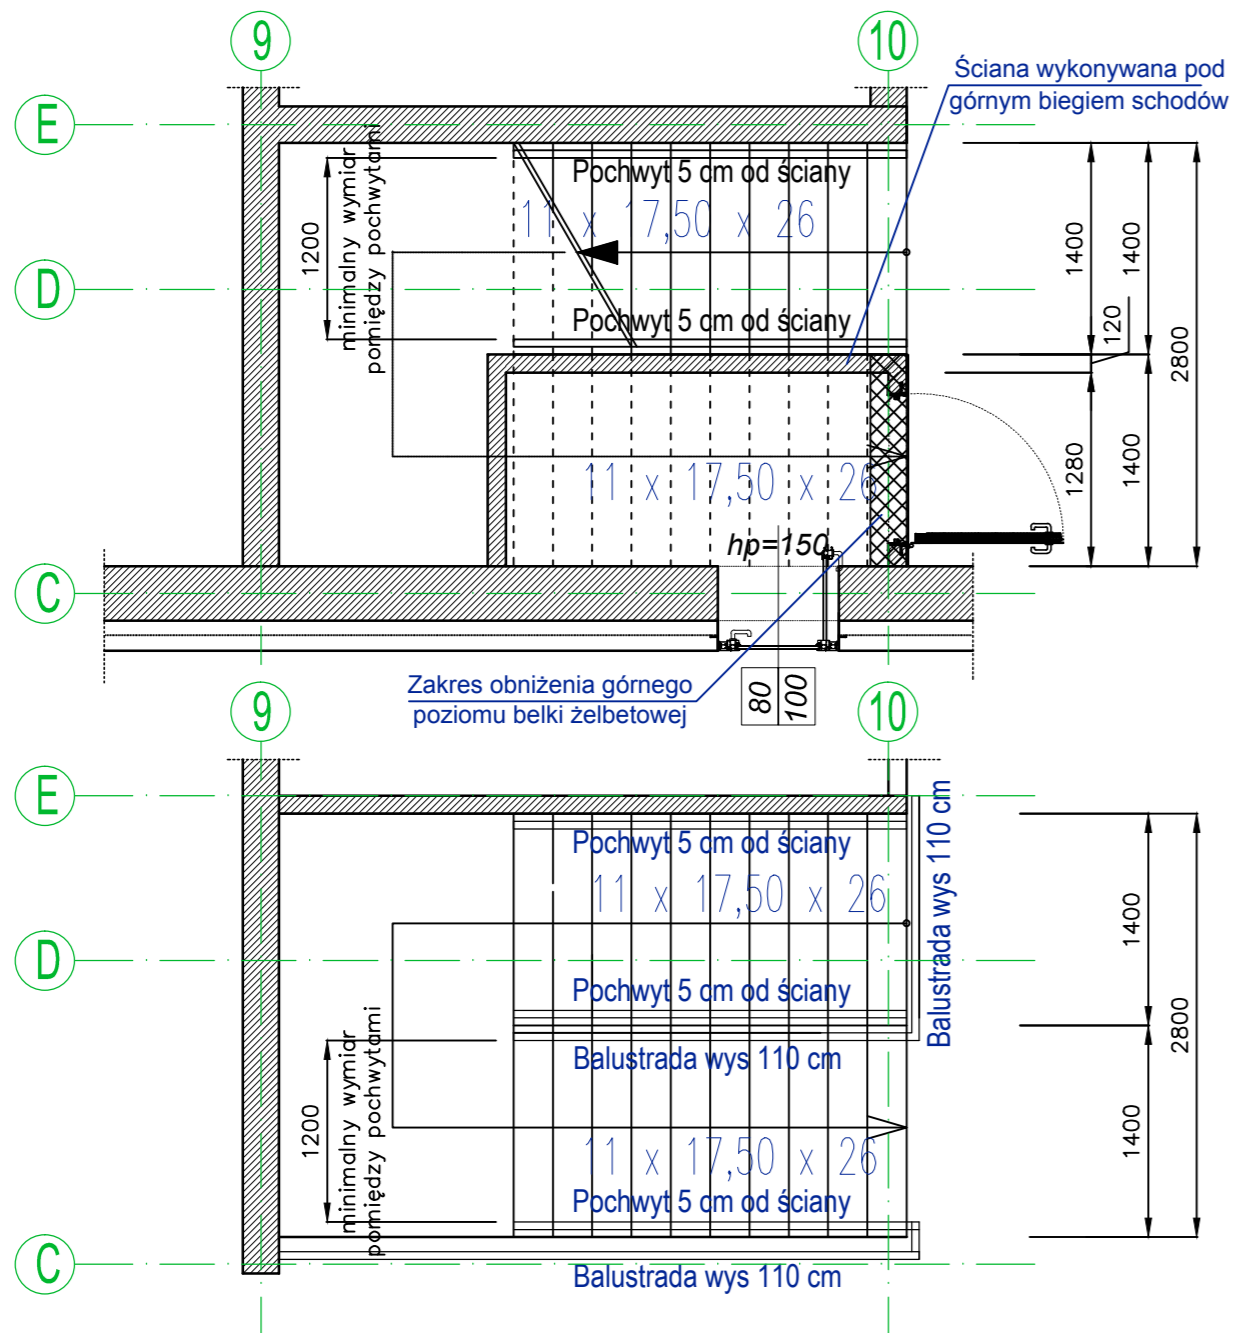 9
10
Ściana wykonywana pod
górnym biegiem schodów
E
minimalny wymiar
pomiędzy pochwytami
1200
Pochwyt 5 cm od ściany
11 x 17,50 x 26
1400
1400
2800
D
Pochwyt 5 cm od ściany
120
11 x 17,50 x 26
1280
1400
hp=150
C
Zakres obniżenia górnego
poziomu belki żelbetowej
80
100
9
10
E
Pochwyt 5 cm od ściany
11 x 17,50 x 26
Balustrada wys 110 cm
1400
D
Pochwyt 5 cm od ściany
2800
Balustrada wys 110 cm
minimalny wymiar
pomiędzy pochwytami
1200
11 x 17,50 x 26
1400
Pochwyt 5 cm od ściany
C
Balustrada wys 110 cm